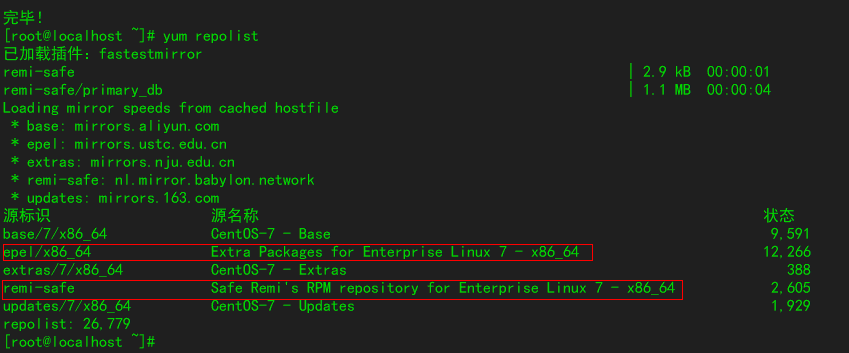 完毕！
[root@localhost ~]# yum repolist
已加载插件：fastestmirror
remi-safe | 2.9 kB 00:00:01
remi-safe/primary_db | 1.1 MB 00:00:04
Loading mirror speeds from cached hostfile
* base: mirrors.aliyun.com
* epel: mirrors.ustc.edu.cn
* extras: mirrors.nju.edu.cn
* remi-safe: nl.mirror.babylon.network
* updates: mirrors.163.com
源标识 源名称 状态
base/7/x86_64 CentOS-7 - Base 9,591
epel/x86_64 Extra Packages for Enterprise Linux 7 - x86_64 12,266
extras/7/x86_64 CentOS-7 - Extras 388
remi-safe Safe Remi's RPM repository for Enterprise Linux 7 - x86_64 2,605
updates/7/x86_64 CentOS-7 - Updates 1,929
repolist: 26,779
[root@localhost ~]#